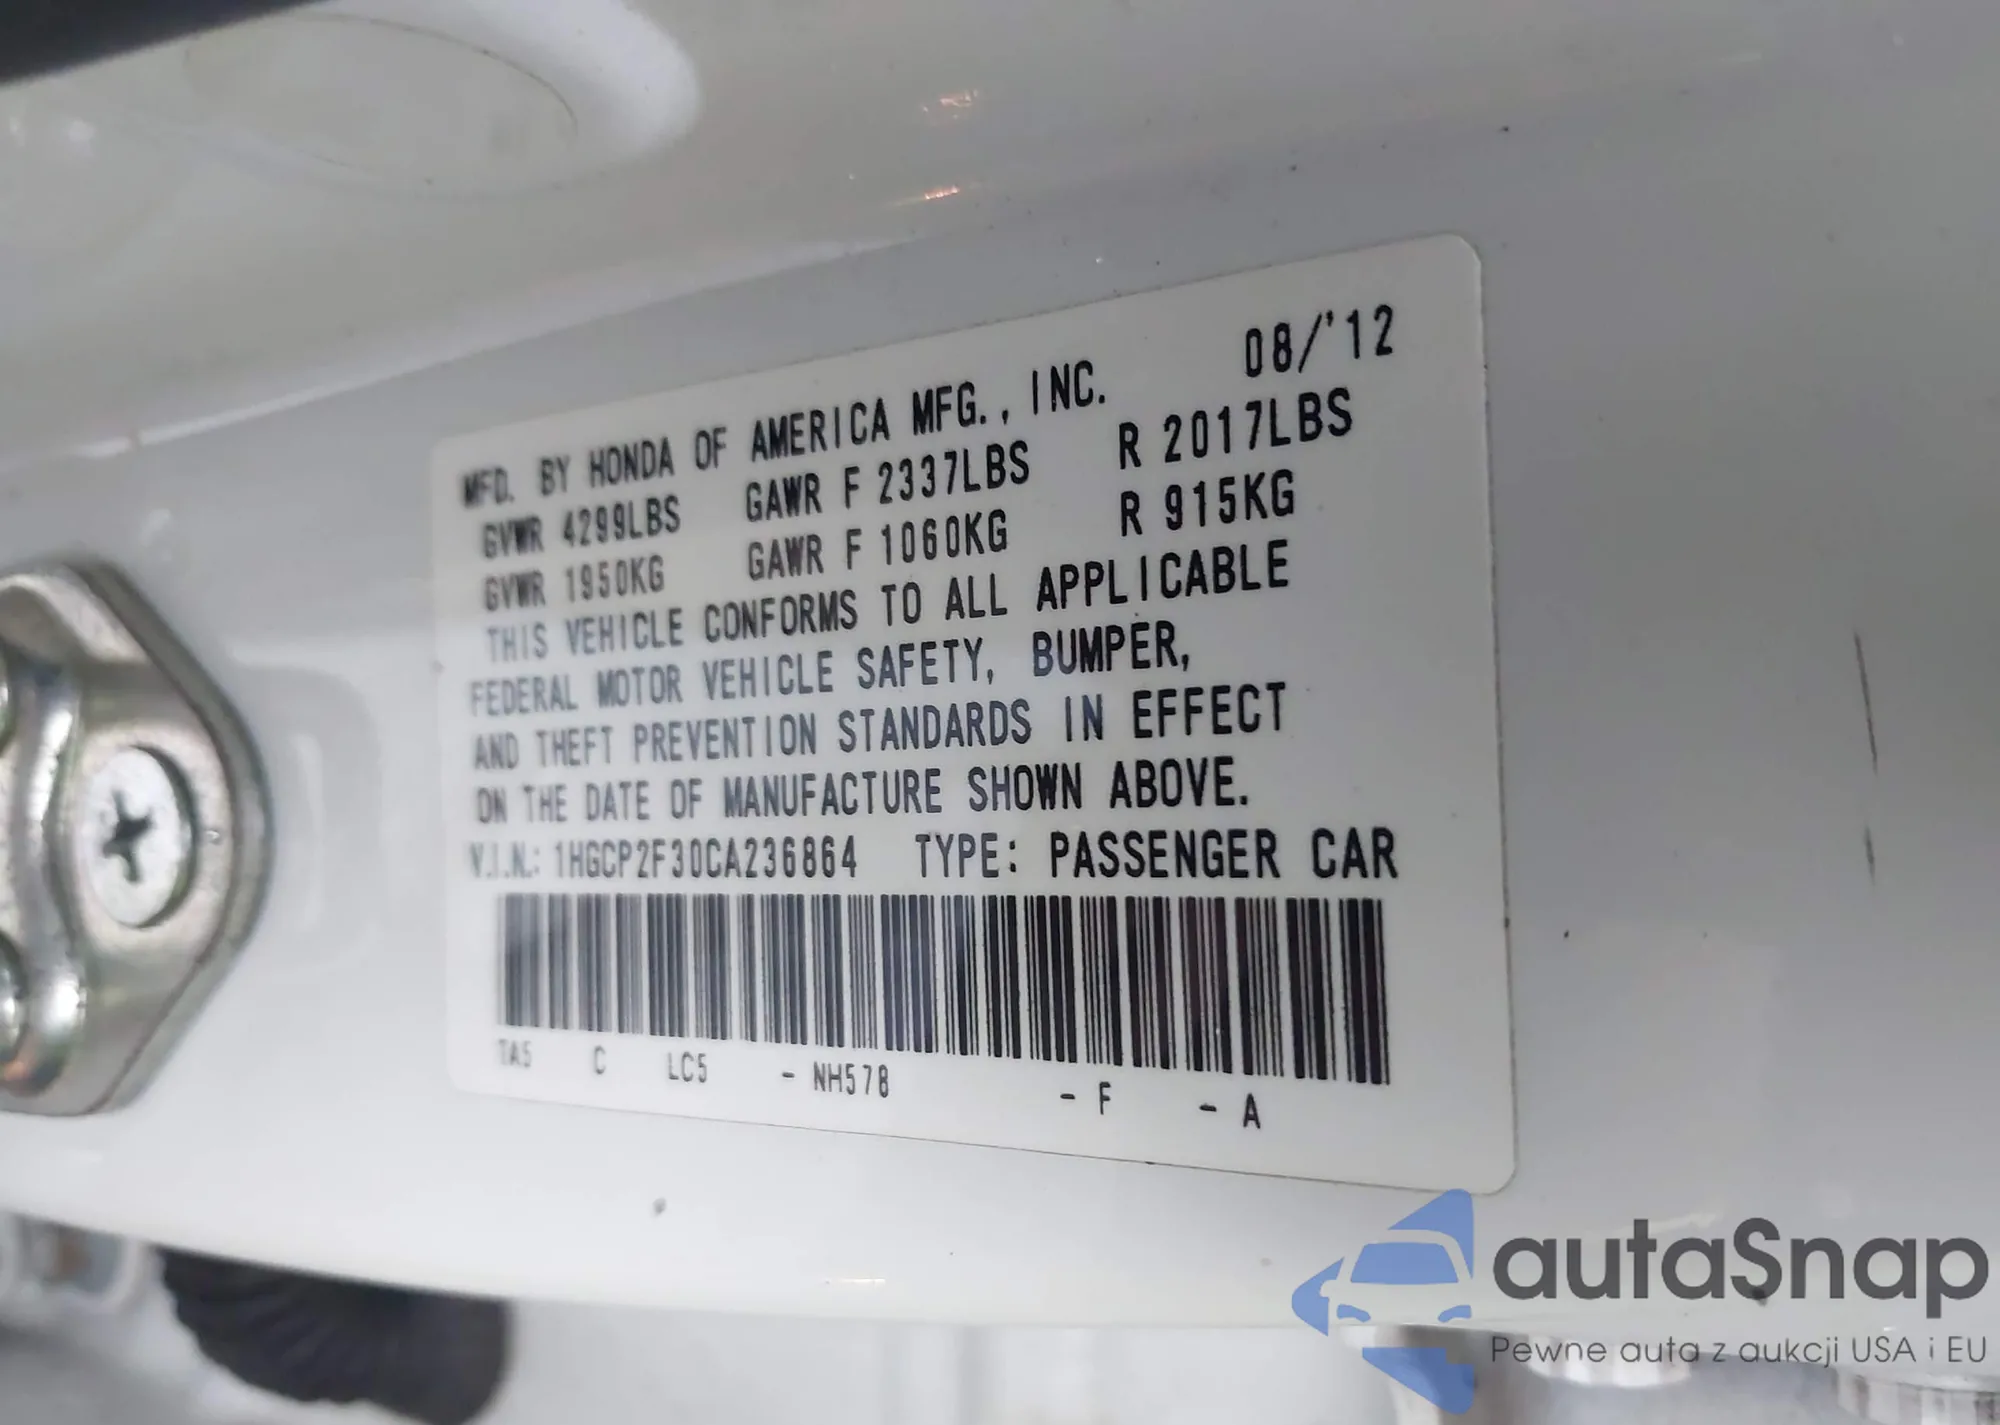 MFD. BY HONDA OF AMERICA MFG., INC. 08/'12
GVWR 4299LBS GAWR F 2337LBS R 2017LBS
GVWR 1950KG GAWR F 1060KG R 915KG
THIS VEHICLE CONFORMS TO ALL APPLICABLE
FEDERAL MOTOR VEHICLE SAFETY, BUMPER,
AND THEFT PREVENTION STANDARDS IN EFFECT
ON THE DATE OF MANUFACTURE SHOWN ABOVE.
V.I.N.: 1HGCP2F30CA236864 TYPE: PASSENGER CAR
TA5 C LC5 - NH578 - F - A
autaSnap
Pewne auta z aukcji USA i EU